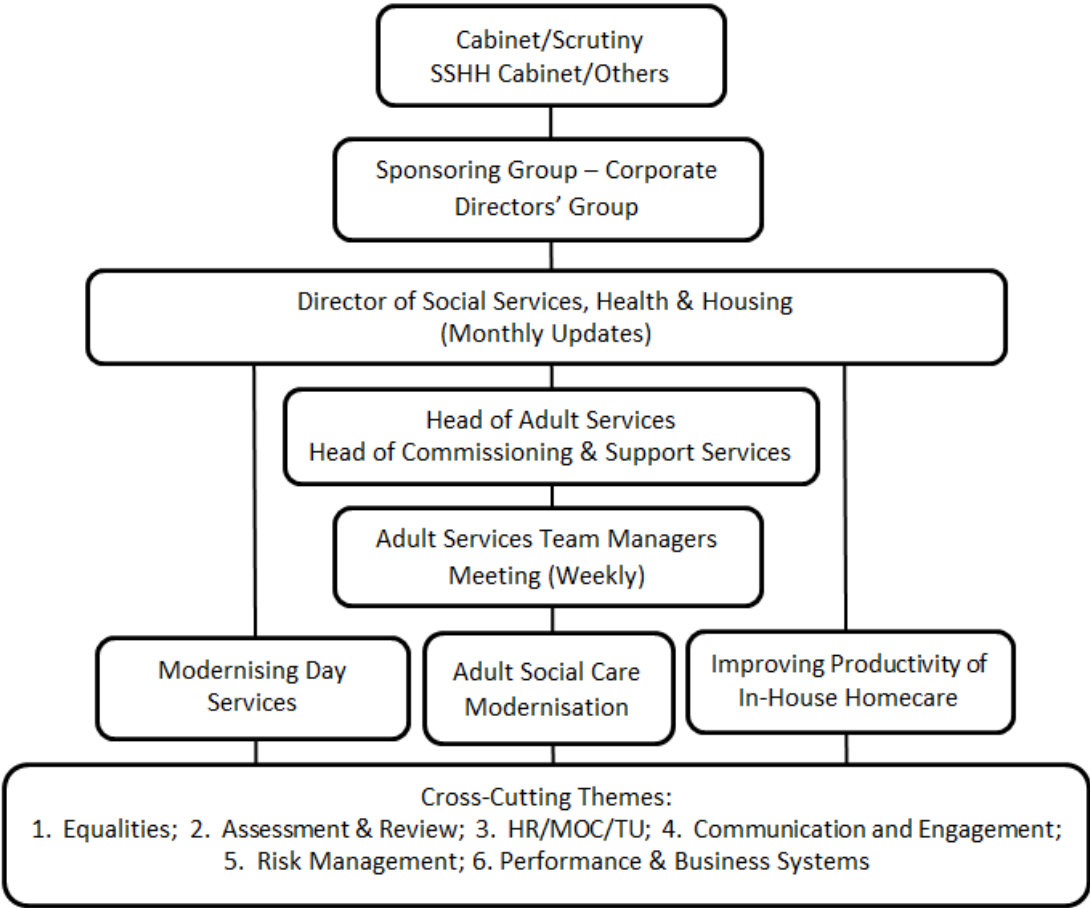 Cabinet/Scrutiny
SSHH Cabinet/Others
Sponsoring Group – Corporate
Directors’ Group
Director of Social Services, Health & Housing
(Monthly Updates)
Head of Adult Services
Head of Commissioning & Support Services
Adult Services Team Managers
Meeting (Weekly)
Modernising Day
Services
Adult Social Care
Modernisation
Improving Productivity of
In-House Homecare
Cross-Cutting Themes:
1. Equalities; 2. Assessment & Review; 3. HR/MOC/TU; 4. Communication and Engagement;
5. Risk Management; 6. Performance & Business Systems